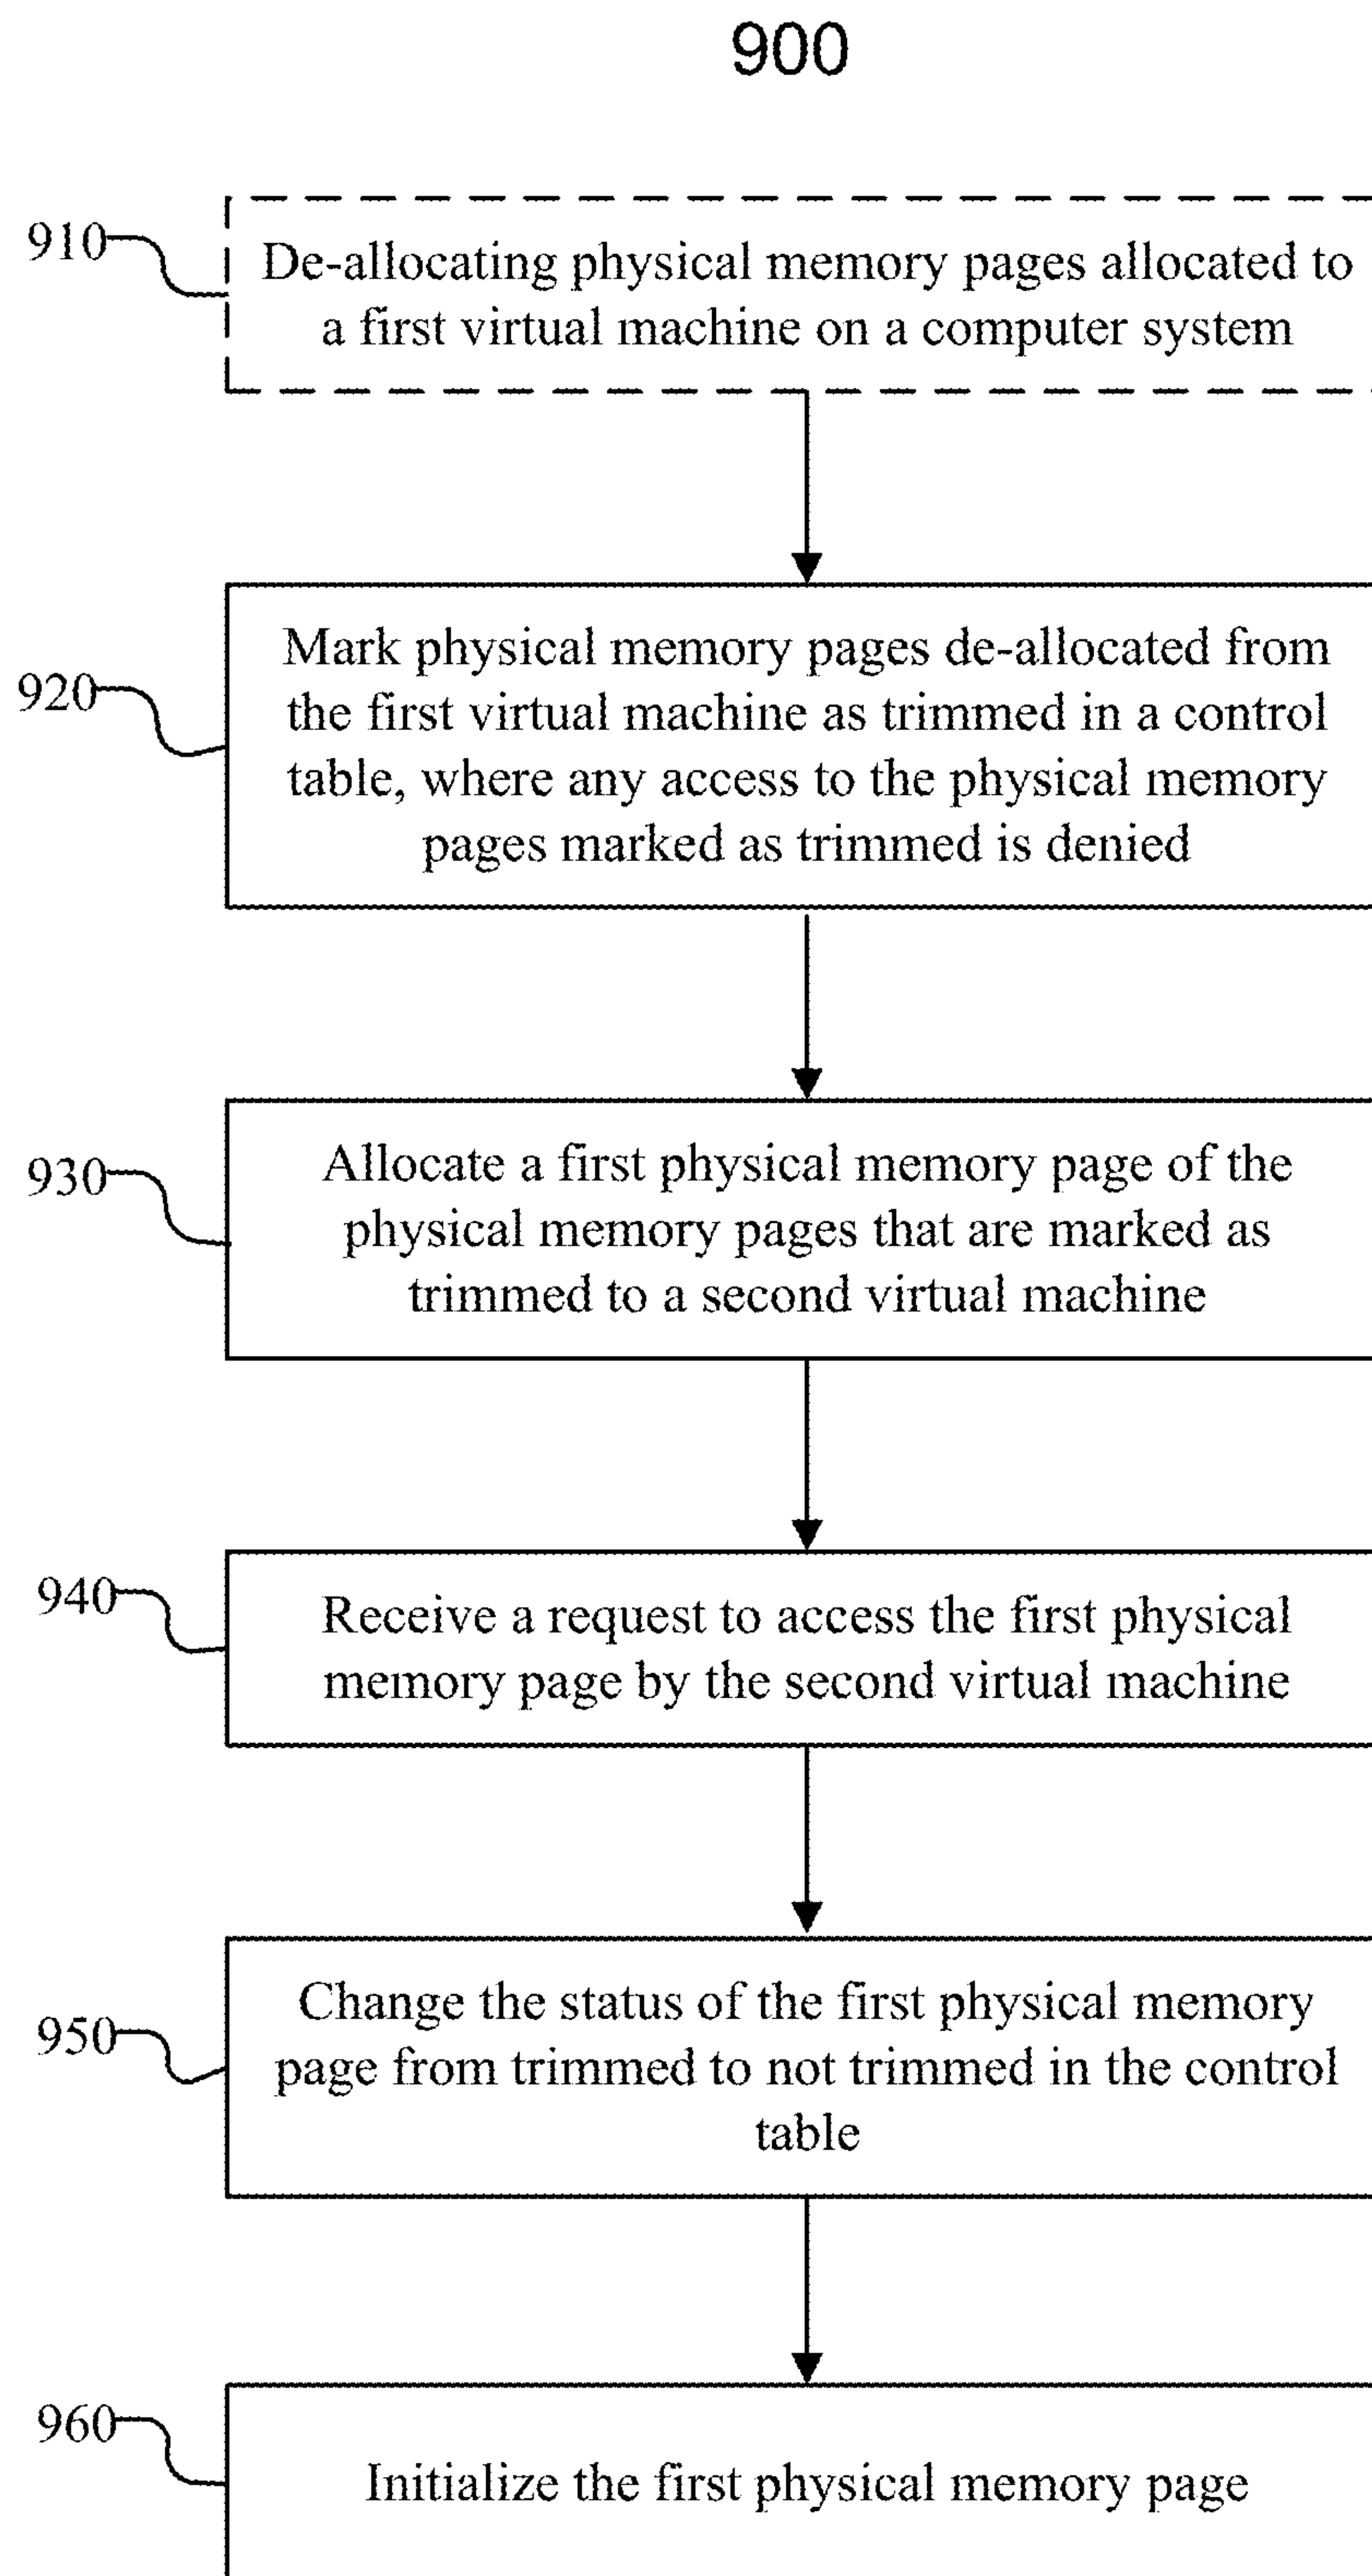 900
910
De-allocating physical memory pages allocated to
a first virtual machine on a computer system
920
Mark physical memory pages de-allocated from
the first virtual machine as trimmed in a control
table, where any access to the physical memory
pages marked as trimmed is denied
930
Allocate a first physical memory page of the
physical memory pages that are marked as
trimmed to a second virtual machine
940
Receive a request to access the first physical
memory page by the second virtual machine
950
Change the status of the first physical memory
page from trimmed to not trimmed in the control
table
960
Initialize the first physical memory page